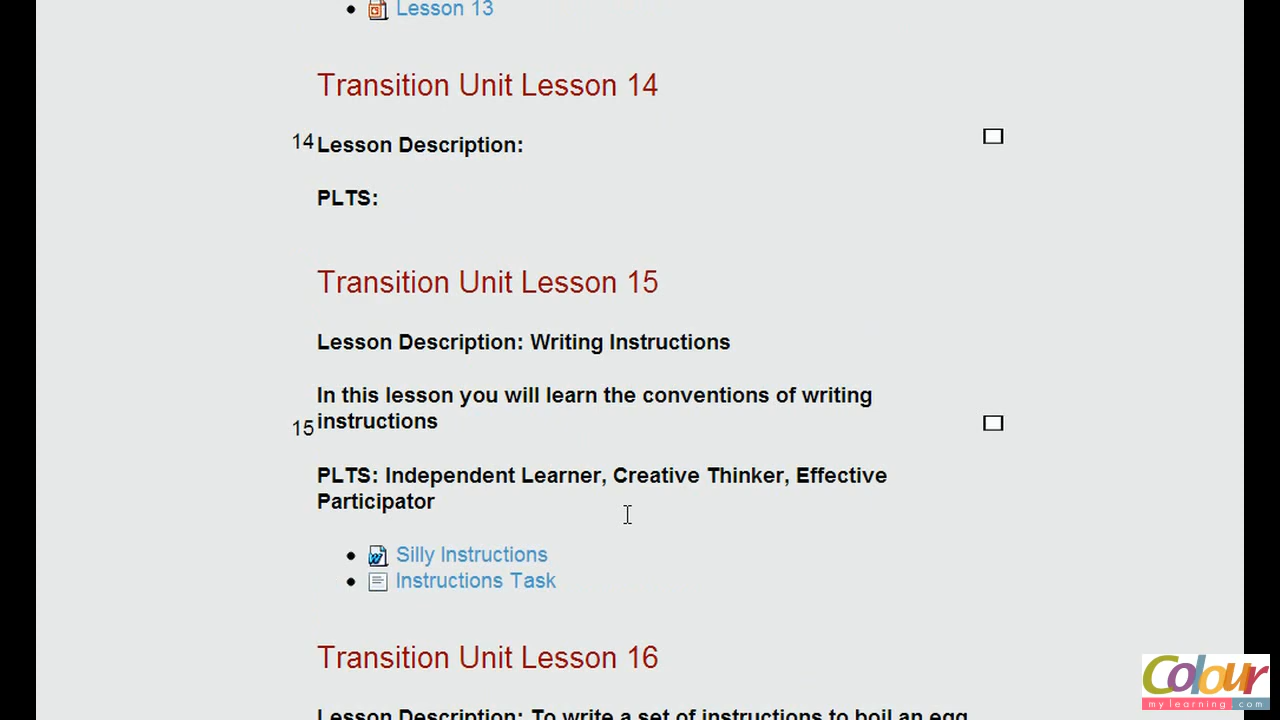 Lesson 13
Transition Unit Lesson 14
14
Lesson Description:
PLTS:
Transition Unit Lesson 15
Lesson Description: Writing Instructions
In this lesson you will learn the conventions of writing
15
instructions
PLTS: Independent Learner, Creative Thinker, Effective
Participator
Silly Instructions
Instructions Task
Transition Unit Lesson 16
Lesson Description: To write a set of instructions to boil an egg
Colour
mylearning.com